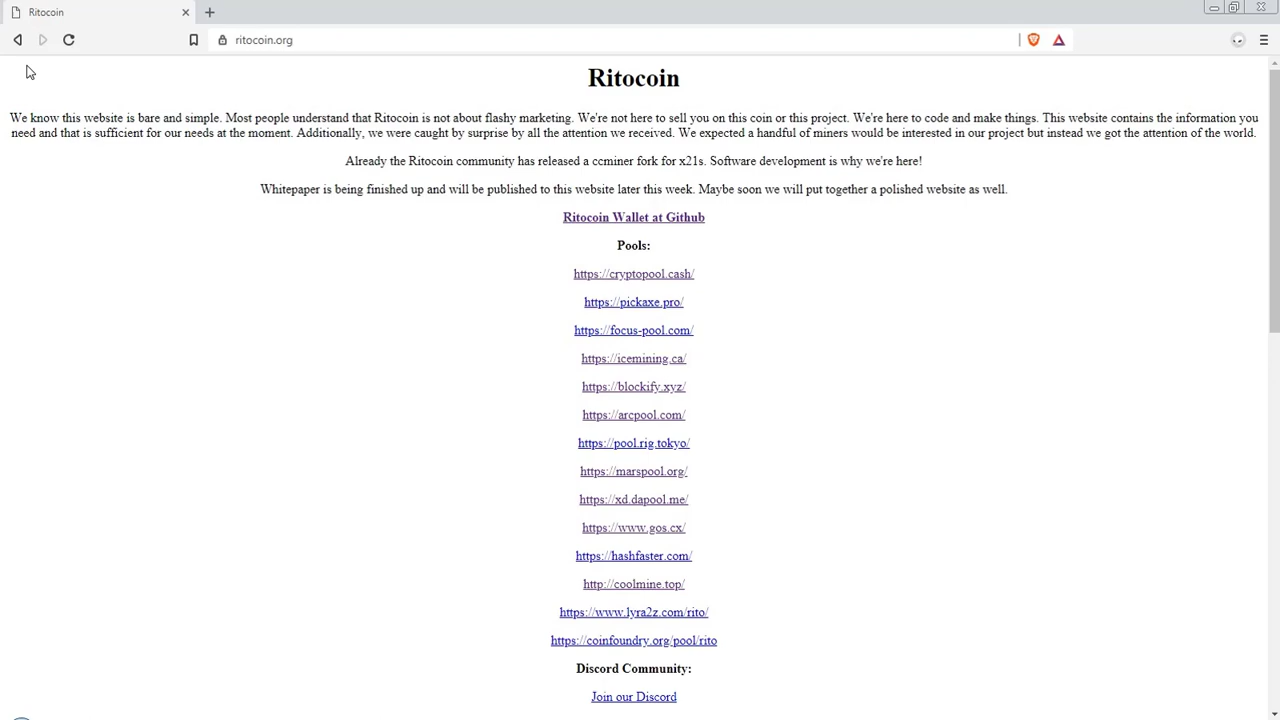 Ritocoin
ritocoin.org
Ritocoin
We know this website is bare and simple. Most people understand that Ritocoin is not about flashy marketing. We're not here to sell you on this coin or this project. We're here to code and make things. This website contains the information you
need and that is sufficient for our needs at the moment. Additionally, we were caught by surprise by all the attention we received. We expected a handful of miners would be interested in our project but instead we got the attention of the world.
Already the Ritocoin community has released a ccminer fork for x21s. Software development is why we're here!
Whitepaper is being finished up and will be published to this website later this week. Maybe soon we will put together a polished website as well.
Ritocoin Wallet at Github
Pools:
https://cryptopool.cash/
https://pickaxe.pro/
https://focus-pool.com/
https://icemining.ca/
https://blockify.xyz/
https://arcpool.com/
https://pool.rig.tokyo/
https://marspool.org/
https://xd.dapool.me/
https://www.gos.cx/
https://hashfaster.com/
http://coolmine.top/
https://www.lyra2z.com/rito/
https://coinfoundry.org/pool/rito
Discord Community:
Join our Discord